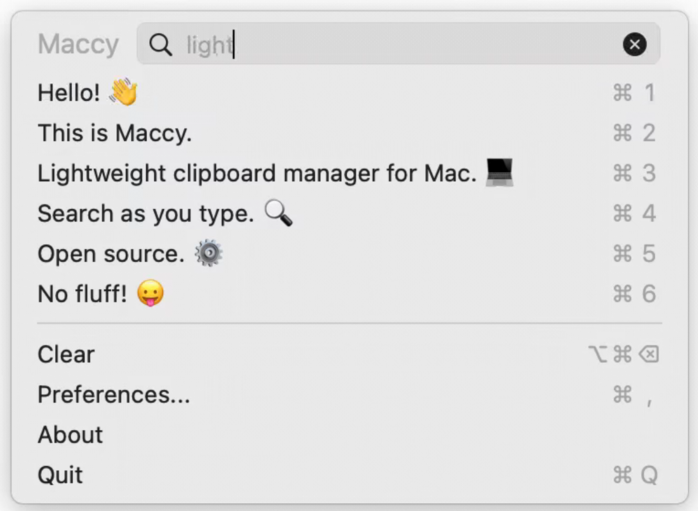 Maccy light
Hello! 👋 ⌘ 1
This is Maccy. ⌘ 2
Lightweight clipboard manager for Mac. 💻 ⌘ 3
Search as you type. 🔍 ⌘ 4
Open source. ⚙️ ⌘ 5
No fluff! 😛 ⌘ 6
Clear ⌥⌘⌫
Preferences... ⌘ ,
About
Quit ⌘ Q